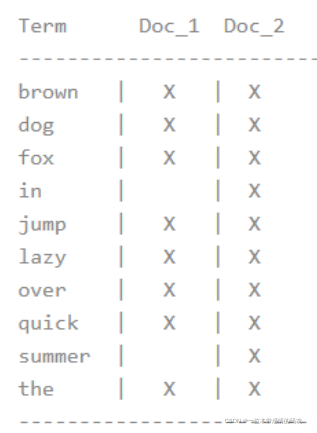 Term Doc_1 Doc_2
-------------------------
brown | X | X
dog | X | X
fox | X | X
in | | X
jump | X | X
lazy | X | X
over | X | X
quick | X | X
summer | | X
the | X | X
-------------------------